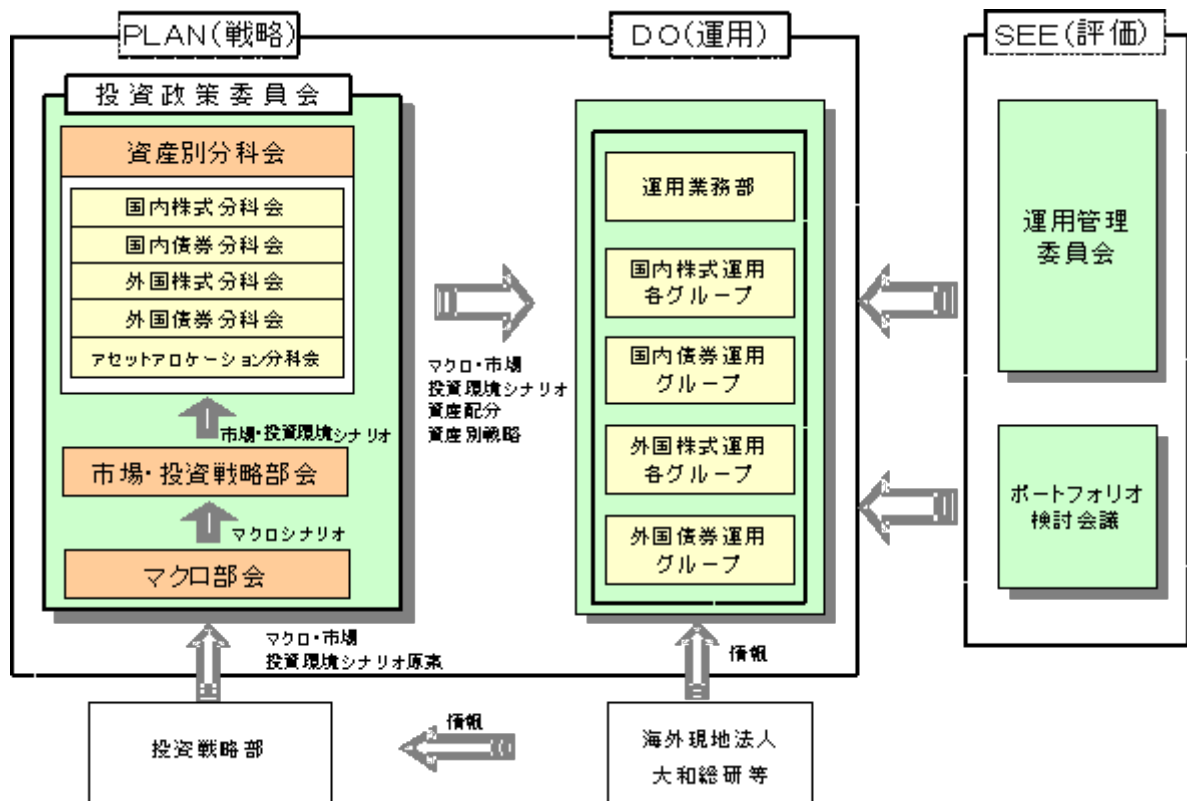 PLAN(戦略)
投資政策委員会
資産別分科会
国内株式分科会
国内債券分科会
外国株式分科会
外国債券分科会
アセットアロケーション分科会
市場・投資環境シナリオ
市場・投資戦略部会
マクロシナリオ
マクロ部会
マクロ・市場
投資環境シナリオ原案
投資戦略部
マクロ・市場
投資環境シナリオ
資産配分
資産別戦略
DO(運用)
運用業務部
国内株式運用
各グループ
国内債券運用
グループ
外国株式運用
各グループ
外国債券運用
グループ
情報
情報
海外現地法人
大和総研等
SEE(評価)
運用管理
委員会
ポートフォリオ
検討会議